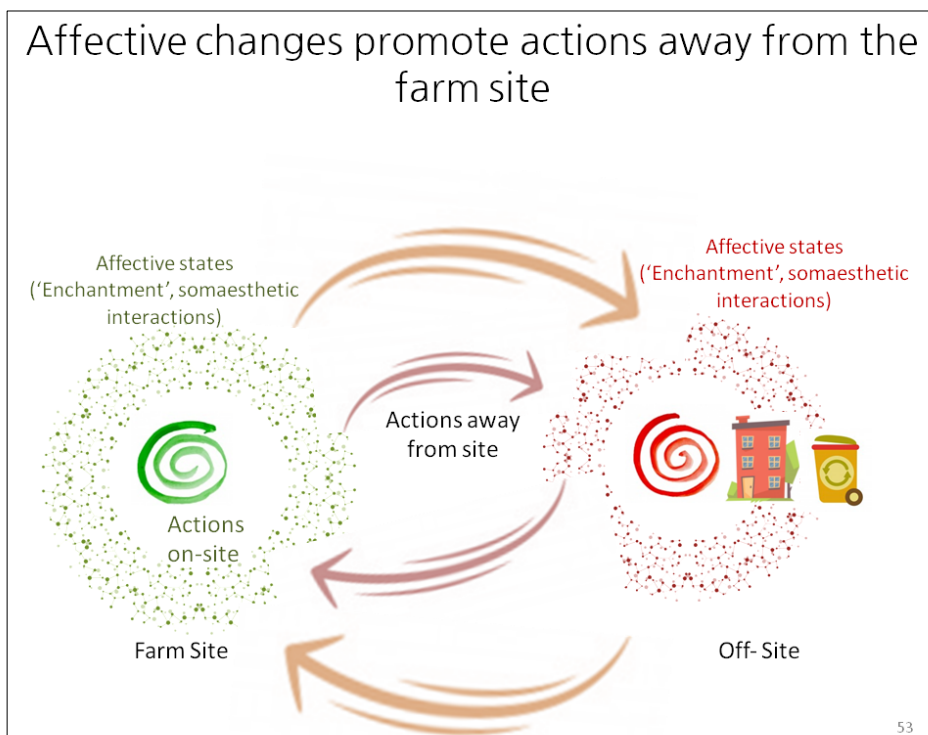 Affective changes promote actions away from the
farm site
Affective states
(‘Enchantment’, somaesthetic
interactions)
Affective states
(‘Enchantment’, somaesthetic
interactions)
Actions away
from site
Actions
on-site
Farm Site
Off- Site
53